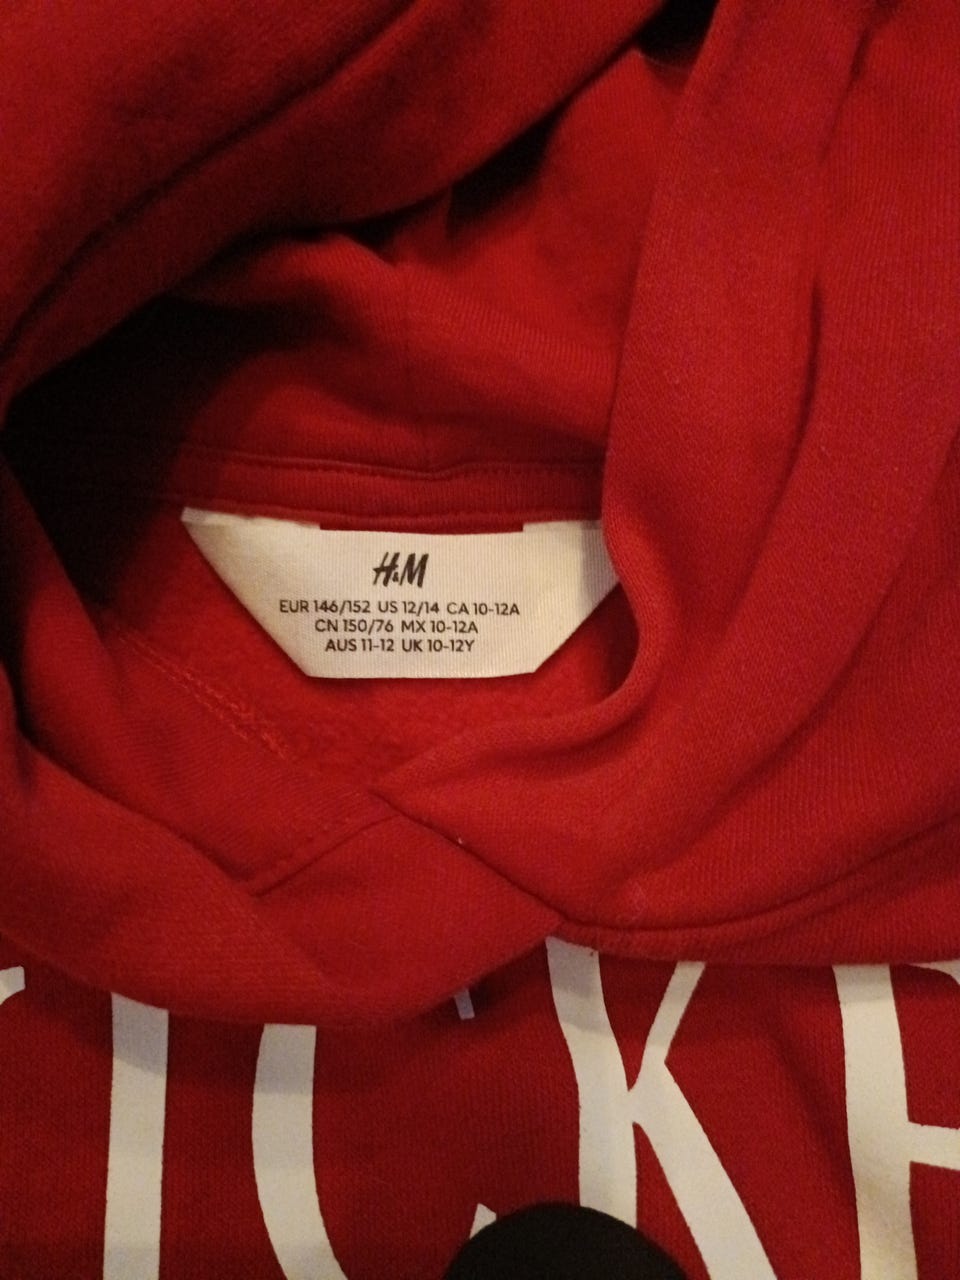 H&M
EUR 146/152 US 12/14 CA 10-12A
CN 150/76 MX 10-12A
AUS 11-12 UK 10-12Y
ICKE